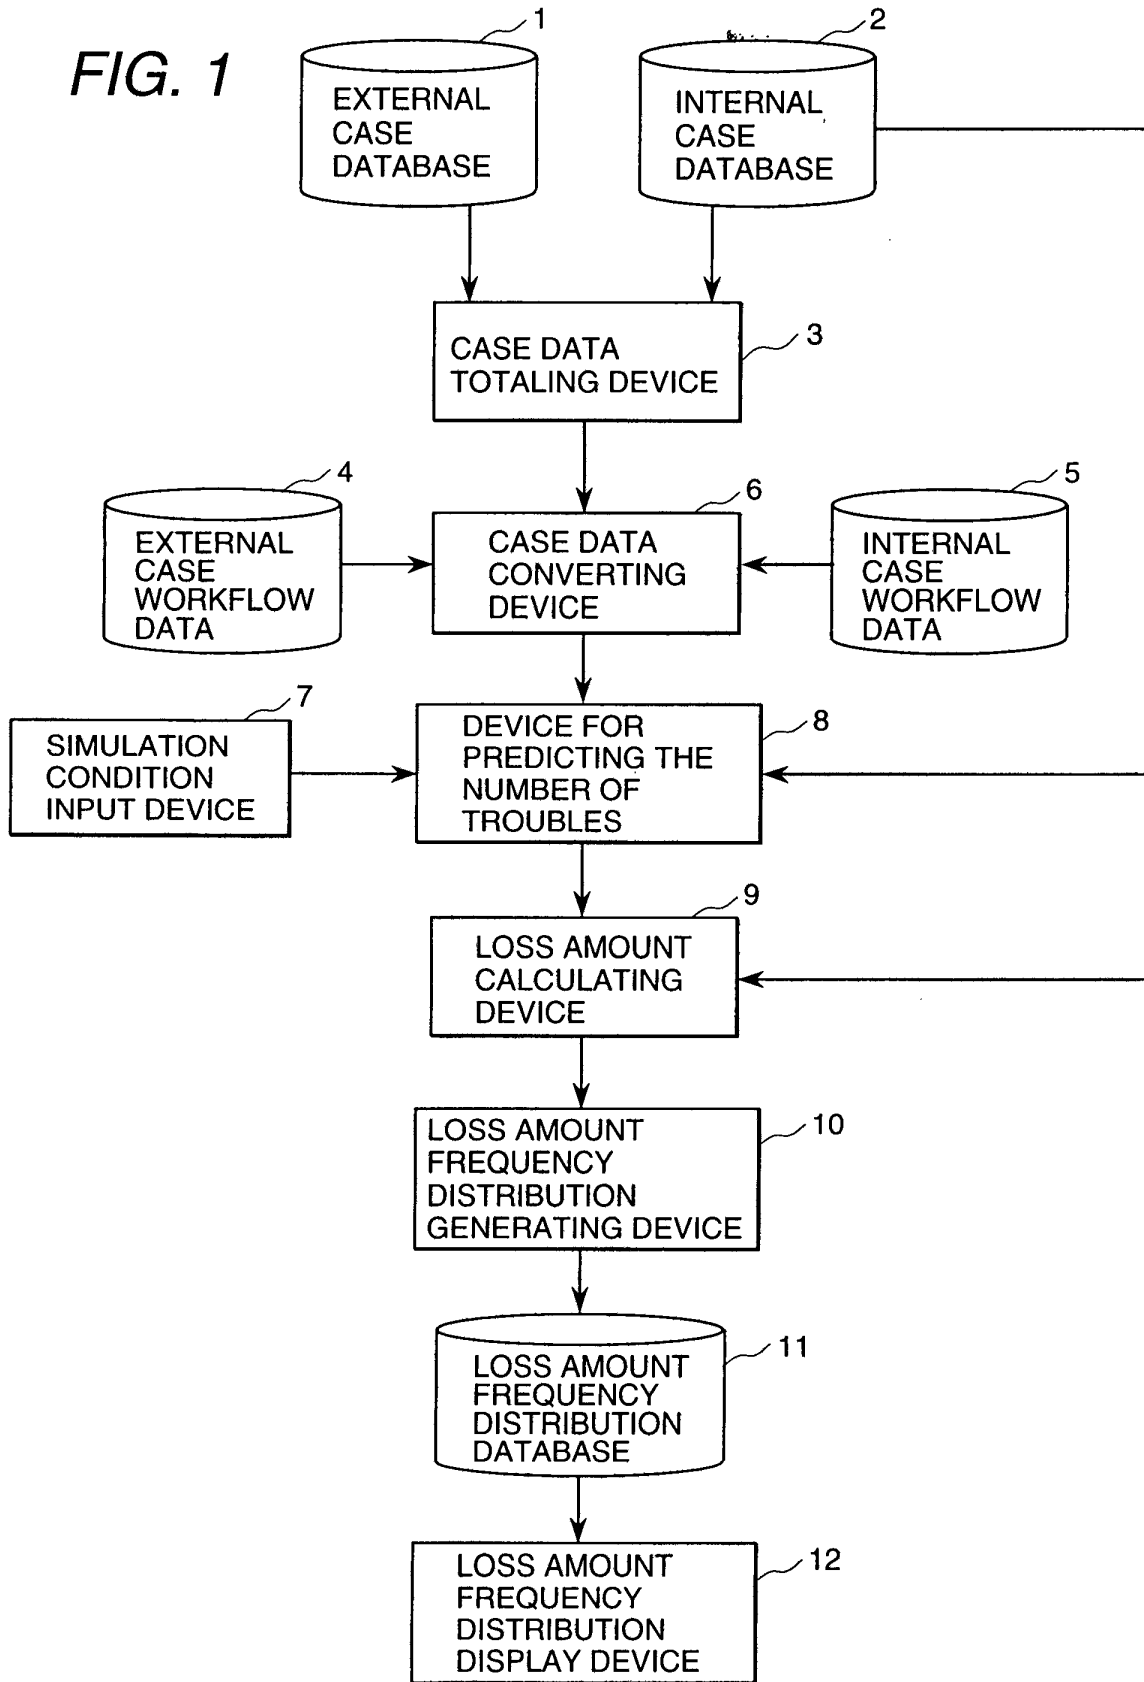 FIG. 1
1
2
EXTERNAL
CASE
DATABASE
INTERNAL
CASE
DATABASE
3
CASE DATA
TOTALING DEVICE
4
6
5
EXTERNAL
CASE
WORKFLOW
DATA
CASE DATA
CONVERTING
DEVICE
INTERNAL
CASE
WORKFLOW
DATA
7
SIMULATION
CONDITION
INPUT DEVICE
8
DEVICE FOR
PREDICTING THE
NUMBER OF
TROUBLES
9
LOSS AMOUNT
CALCULATING
DEVICE
10
LOSS AMOUNT
FREQUENCY
DISTRIBUTION
GENERATING DEVICE
11
LOSS AMOUNT
FREQUENCY
DISTRIBUTION
DATABASE
12
LOSS AMOUNT
FREQUENCY
DISTRIBUTION
DISPLAY DEVICE